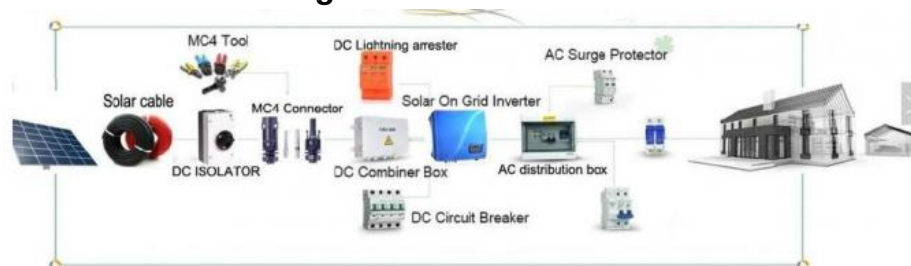 MC4 Tool
DC Lightning arrester
AC Surge Protector
Solar cable
MC4 Connector
Solar On Grid Inverter
DC ISOLATOR
DC Combiner Box
AC distribution box
DC Circuit Breaker